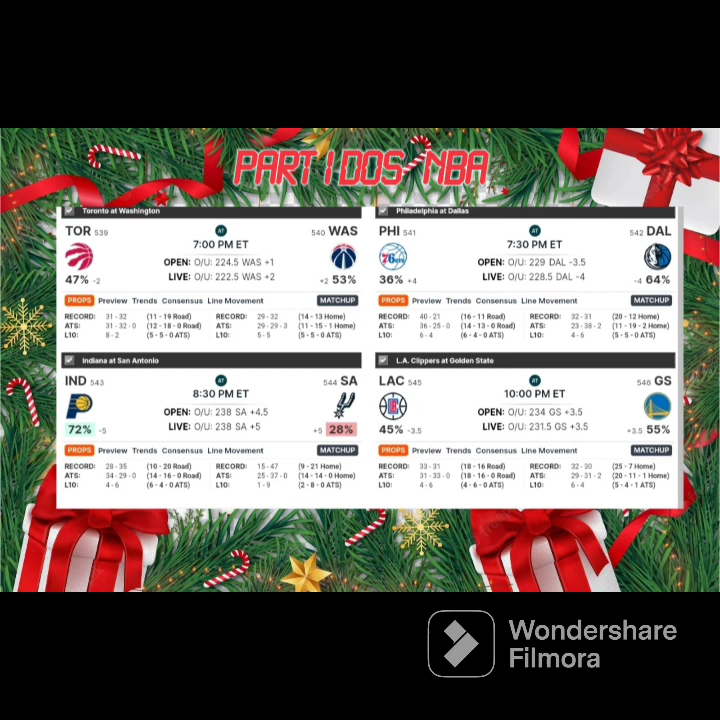 PARTIDOS NBA
Toronto at Washington
TOR 539 AT 540 WAS
7:00 PM ET
OPEN: O/U: 224.5 WAS +1
LIVE: O/U: 222.5 WAS +2
47% -2 +2 53%
PROPS Preview Trends Consensus Line Movement MATCHUP
RECORD: 31 - 32 (11 - 19 Road) RECORD: 29 - 32 (14 - 13 Home)
ATS: 31 - 32 - 0 (12 - 18 - 0 Road) ATS: 29 - 29 - 3 (11 - 15 - 1 Home)
L10: 8 - 2 (5 - 5 - 0 ATS) L10: 5 - 5 (5 - 5 - 0 ATS)
Philadelphia at Dallas
PHI 541 AT 542 DAL
7:30 PM ET
76ers
OPEN: O/U: 229 DAL -3.5
LIVE: O/U: 228.5 DAL -4
36% +4 -4 64%
PROPS Preview Trends Consensus Line Movement MATCHUP
RECORD: 40 - 21 (16 - 11 Road) RECORD: 32 - 31 (20 - 12 Home)
ATS: 36 - 25 - 0 (14 - 13 - 0 Road) ATS: 23 - 38 - 2 (11 - 19 - 2 Home)
L10: 6 - 4 (6 - 4 - 0 ATS) L10: 4 - 6 (5 - 5 - 0 ATS)
Indiana at San Antonio
IND 543 AT 544 SA
8:30 PM ET
OPEN: O/U: 238 SA +4.5
LIVE: O/U: 238 SA +5
72% -5 +5 28%
PROPS Preview Trends Consensus Line Movement MATCHUP
RECORD: 28 - 35 (10 - 20 Road) RECORD: 15 - 47 (9 - 21 Home)
ATS: 34 - 29 - 0 (14 - 16 - 0 Road) ATS: 25 - 37 - 0 (14 - 14 - 0 Home)
L10: 4 - 6 (6 - 4 - 0 ATS) L10: 1 - 9 (2 - 8 - 0 ATS)
L.A. Clippers at Golden State
LAC 545 AT 546 GS
10:00 PM ET
OPEN: O/U: 234 GS +3.5
LIVE: O/U: 231.5 GS +3.5
45% -3.5 +3.5 55%
PROPS Preview Trends Consensus Line Movement MATCHUP
RECORD: 33 - 31 (18 - 16 Road) RECORD: 32 - 30 (25 - 7 Home)
ATS: 31 - 33 - 0 (18 - 16 - 0 Road) ATS: 29 - 31 - 2 (20 - 11 - 1 Home)
L10: 4 - 6 (4 - 6 - 0 ATS) L10: 6 - 4 (5 - 4 - 1 ATS)
Wondershare
Filmora